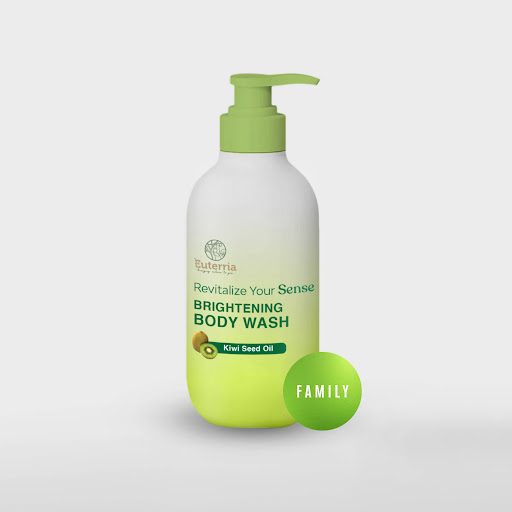 Euterria
Revitalize Your Sense
BRIGHTENING
BODY WASH
Kiwi Seed Oil
FAMILY